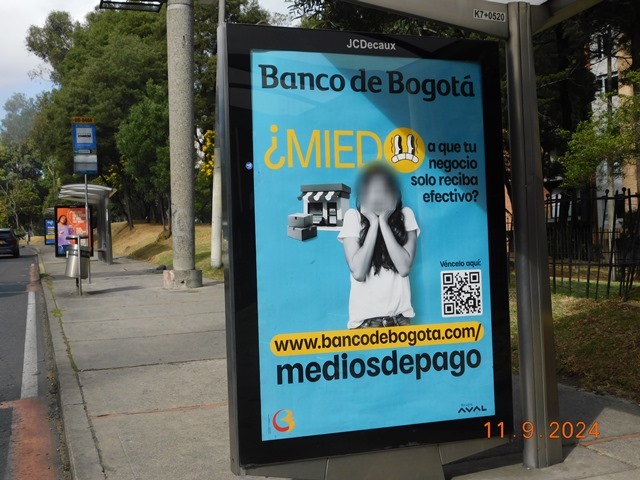 K7+0520
JCDecaux
Banco de Bogotá
¿MIEDO
a que tu
negocio
solo reciba
efectivo?
Véncelo aquí:
www.bancodebogota.com/
mediosdepago
AVAL
11.9.2024